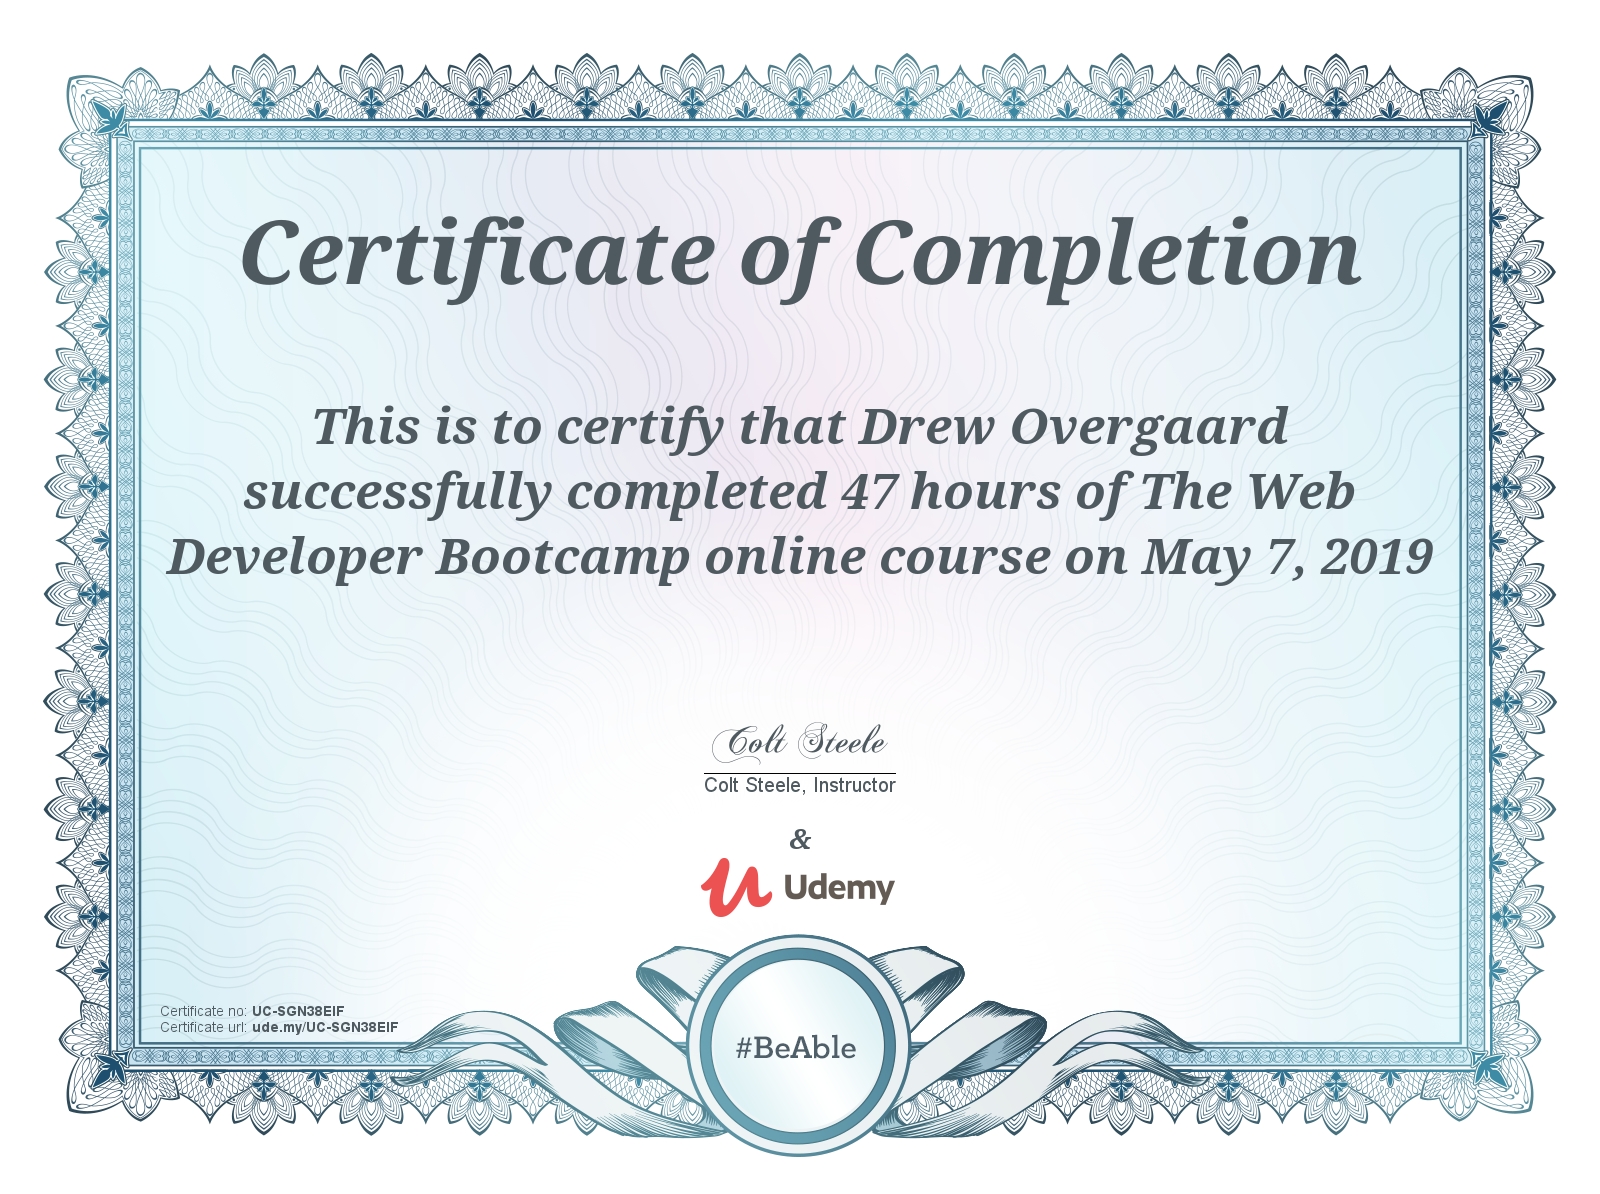 Certificate of Completion
This is to certify that Drew Overgaard
successfully completed 47 hours of The Web
Developer Bootcamp online course on May 7, 2019
Colt Steele
Colt Steele, Instructor
&
Udemy
Certificate no: UC-SGN38EIF
Certificate url: ude.my/UC-SGN38EIF
#BeAble